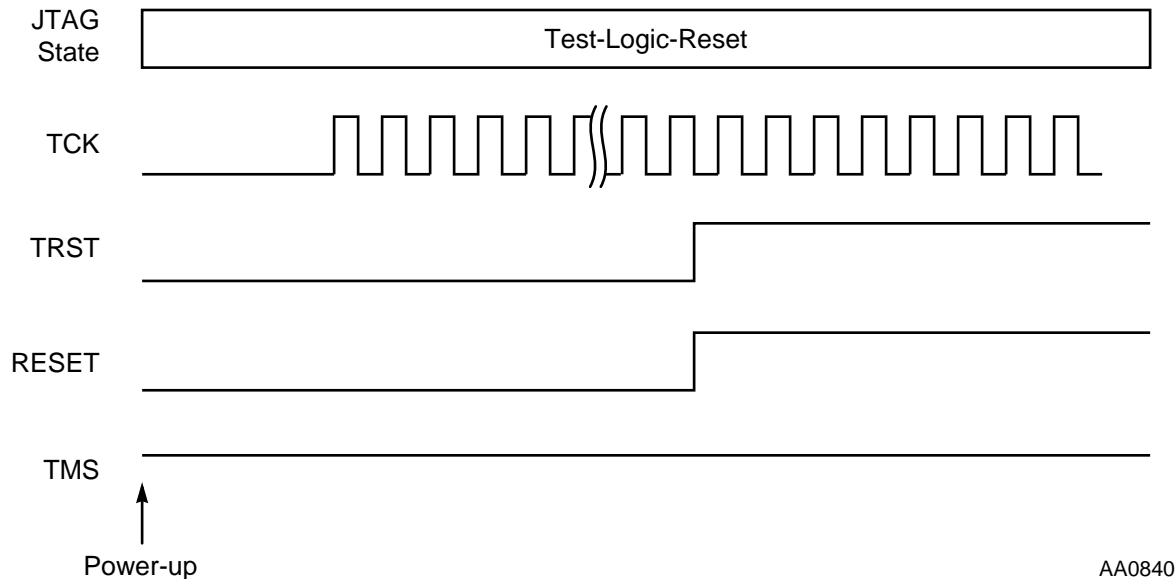 JTAG
State
Test-Logic-Reset
TCK
TRST
RESET
TMS
Power-up
AA0840